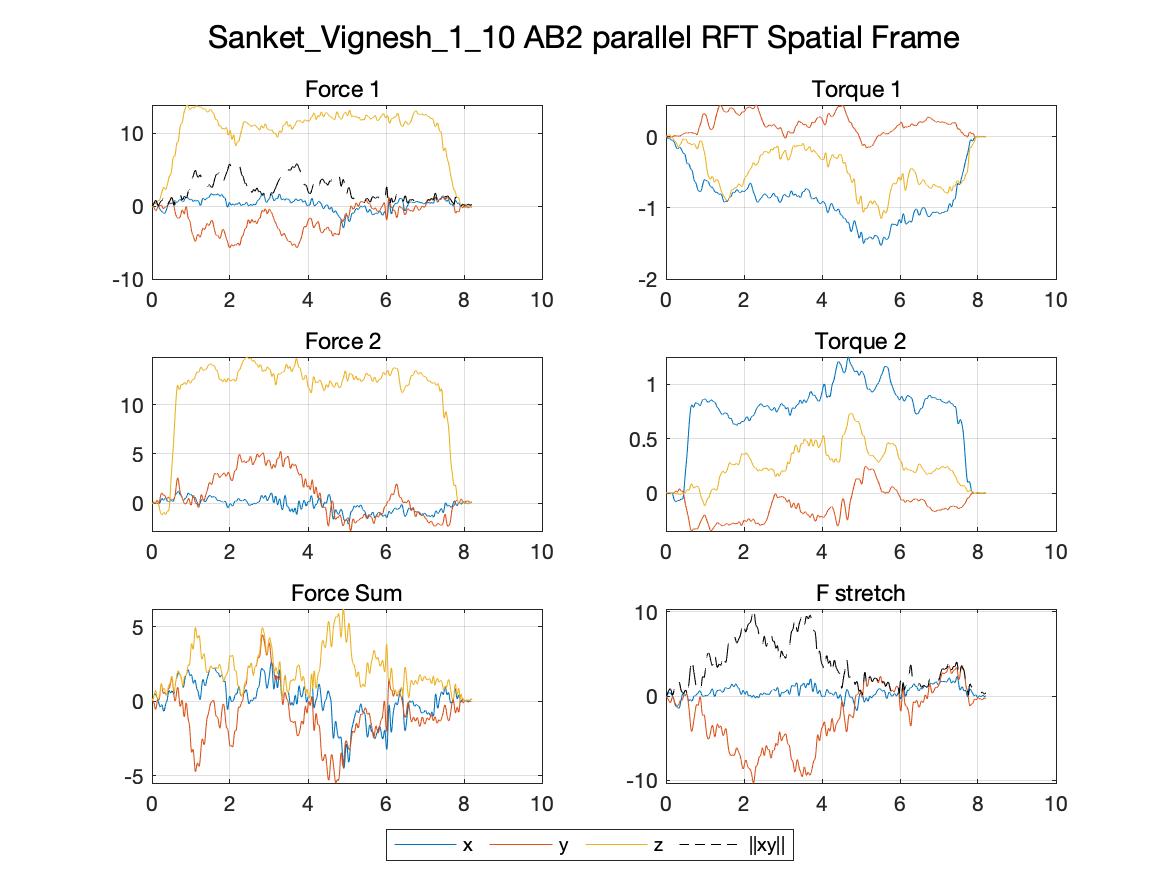 Sanket_Vignesh_1_10 AB2 parallel RFT Spatial Frame
Force 1
Torque 1
10
0
-10
0 2 4 6 8 10
0
-1
-2
0 2 4 6 8 10
Force 2
Torque 2
10
5
0
0 2 4 6 8 10
1
0.5
0
0 2 4 6 8 10
Force Sum
F stretch
5
0
-5
0 2 4 6 8 10
10
0
-10
0 2 4 6 8 10
x y z ||xy||